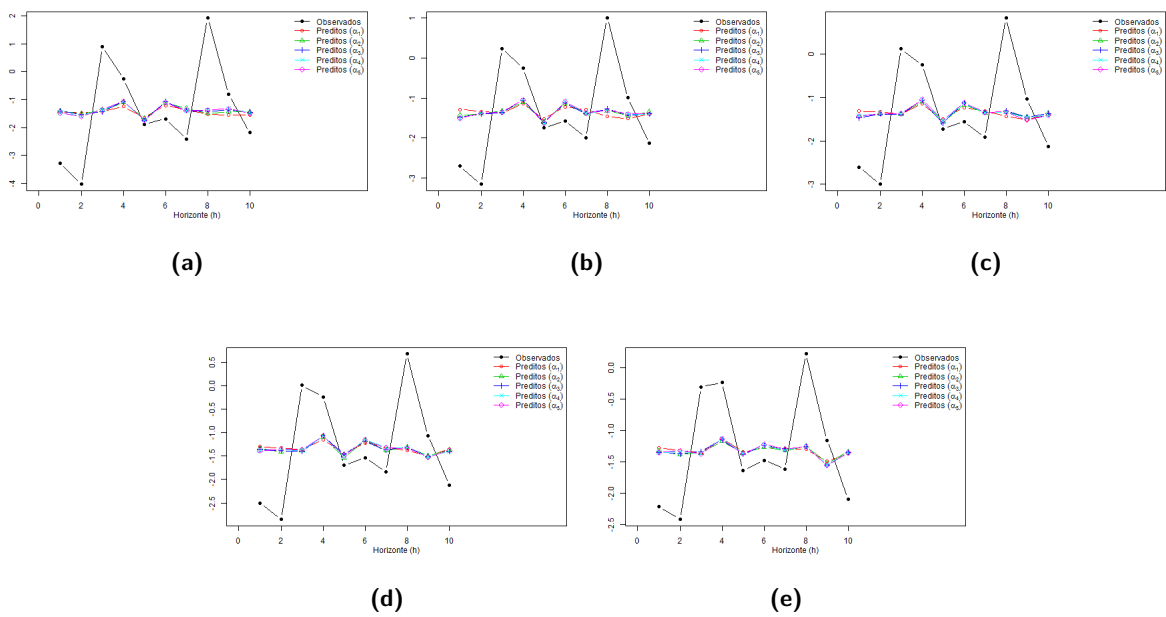 2
1
0
-1
-2
-3
-4
0
2
4
6
8
10
Horizonte (h)
Observados
Preditos (α₁)
Preditos (α₂)
Preditos (α₅)
Preditos (α₄)
Preditos (α₆)
(a)
1
0
-1
-2
-3
0
2
4
6
8
10
Horizonte (h)
Observados
Preditos (α₁)
Preditos (α₂)
Preditos (α₅)
Preditos (α₄)
Preditos (α₆)
(b)
0
-1
-2
-3
0
2
4
6
8
10
Horizonte (h)
Observados
Preditos (α₁)
Preditos (α₂)
Preditos (α₅)
Preditos (α₄)
Preditos (α₆)
(c)
0.5
0.0
-0.5
-1.0
-1.5
-2.0
-2.5
0
2
4
6
8
10
Horizonte (h)
Observados
Preditos (α₁)
Preditos (α₂)
Preditos (α₃)
Preditos (α₄)
Preditos (α₅)
(d)
0.0
-0.5
-1.0
-1.5
-2.0
-2.5
0
2
4
6
8
10
Horizonte (h)
Observados
Preditos (α₁)
Preditos (α₂)
Preditos (α₃)
Preditos (α₄)
Preditos (α₅)
(e)